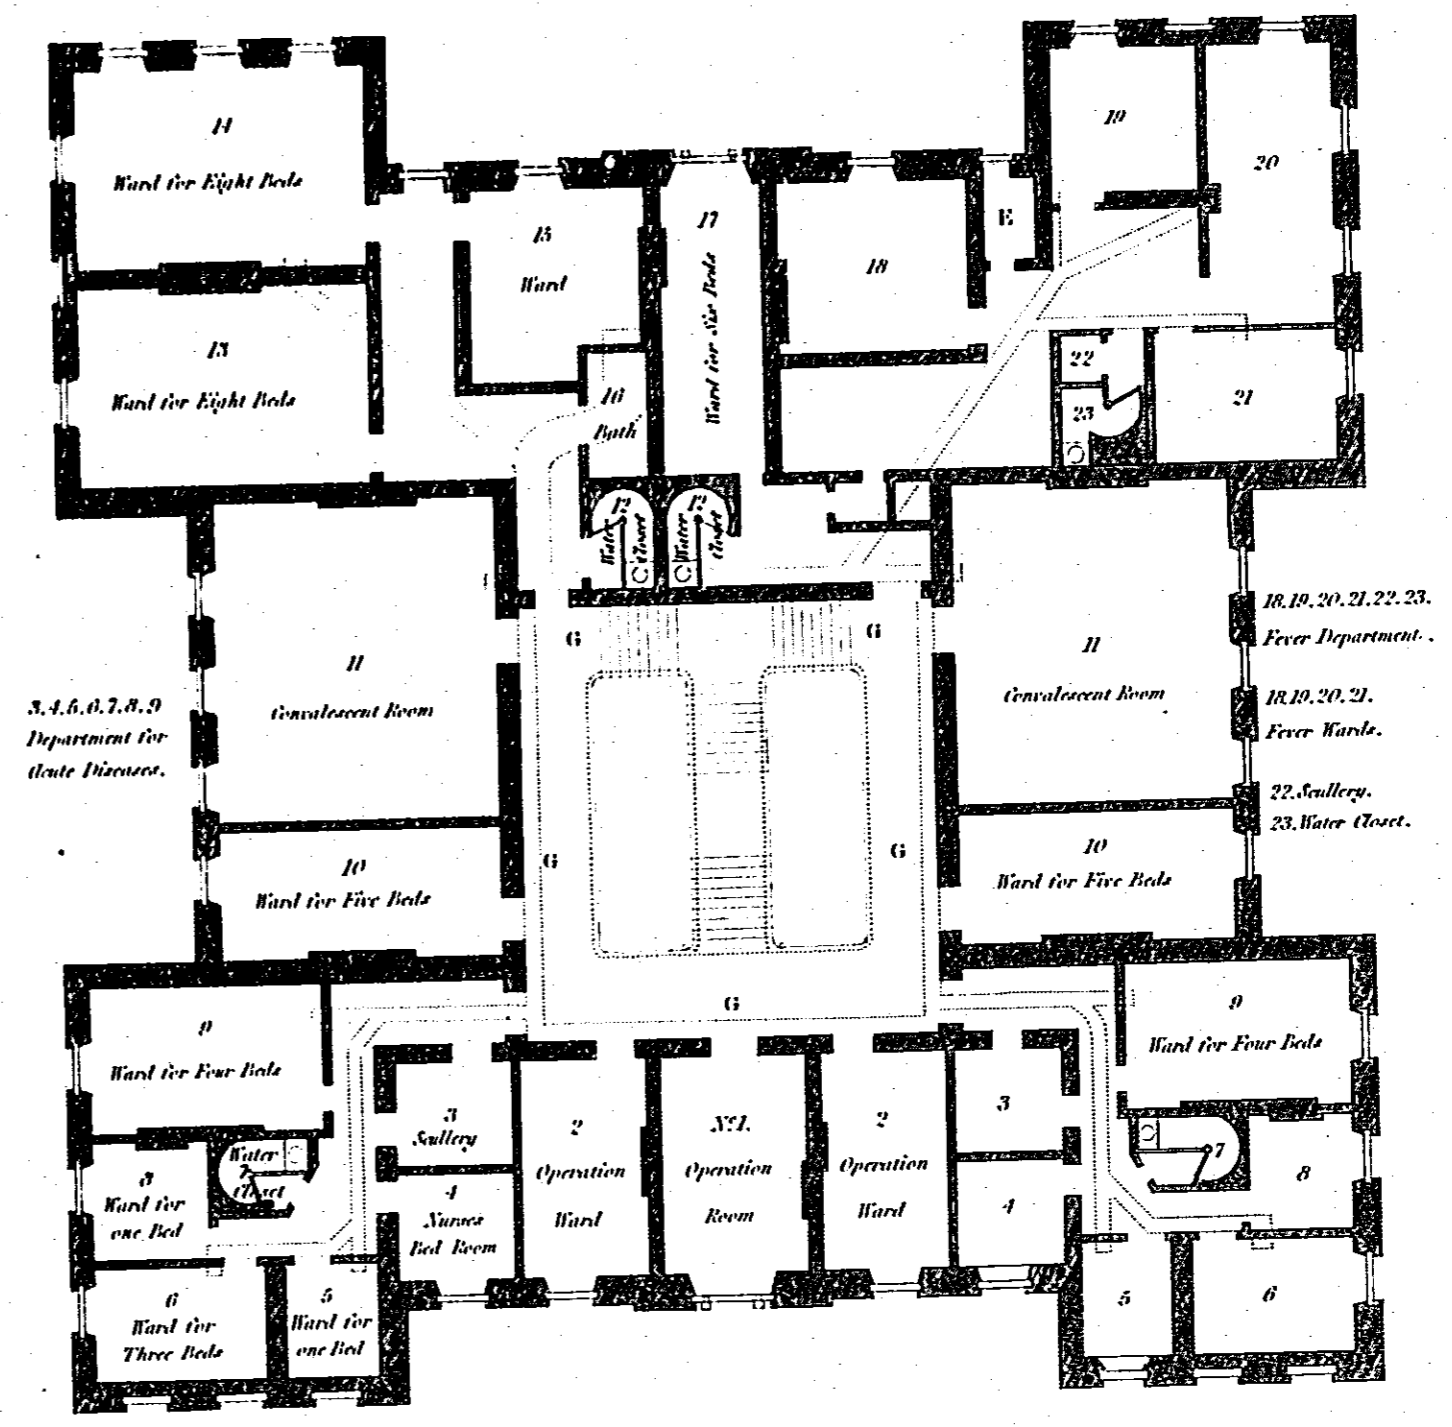 14
Ward for Eight Beds
13
Ward for Eight Beds
15
Ward
16
Bath
17
Ward for Six Beds
18
E
19
20
21
22
23
12
Water
Closet
12
Water
Closet
11
Convalescent Room
10
Ward for Five Beds
G
G
G
G
G
11
Convalescent Room
10
Ward for Five Beds
3.4.5.6.7.8.9
Department for
Acute Diseases.
18.19.20.21.22.23.
Fever Department.
18.19.20.21.
Fever Wards.
22.Scullery.
23.Water Closet.
9
Ward for Four Beds
Water
7
Closet
8
Ward for
one Bed
6
Ward for
Three Beds
5
Ward for
one Bed
3
Scullery
4
Nurses
Bed Room
2
Operation
Ward
No.1.
Operation
Room
2
Operation
Ward
3
4
9
Ward for Four Beds
7
8
5
6